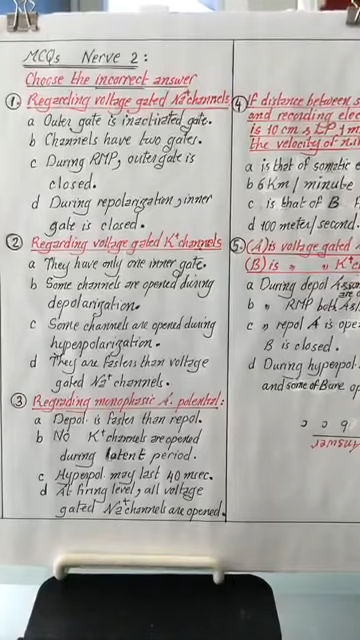 MCQs Nerve 2:
Choose the incorrect answer
1. Regarding voltage gated Na+ channels
a Outer gate is inactivated gate.
b Channels have two gates.
c During RMP, outer gate is
closed.
d During repolarization, inner
gate is closed.
2 Regarding voltage gated K+ channels
a They have only one inner gate.
b Some channels are opened during
depolarization.
c Some channels are opened during
hyperpolarization.
d They are fasters than voltage
gated Na+ channels.
3 Regrading monophasic A. potential:
a Depol is faster than repol.
b No K+ channels are opened
during latent period.
c Hyperpol may last 40 msec.
d At firing level, all voltage
gated Na+ channels are opened.
4 If distance between s
and recording elec
is 10 cm & LP 1 m
the velocity of n.
a is that of somatic e
b 6 Km/minute
c is that of B
d 100 meter/second.
5. (A) is voltage gated
(B) is " " K+ c
a During depol A
are
b " RMP both A
c " repol A is ope
B is closed.
d During hyperpol
and some of B are op
Answer
b c c